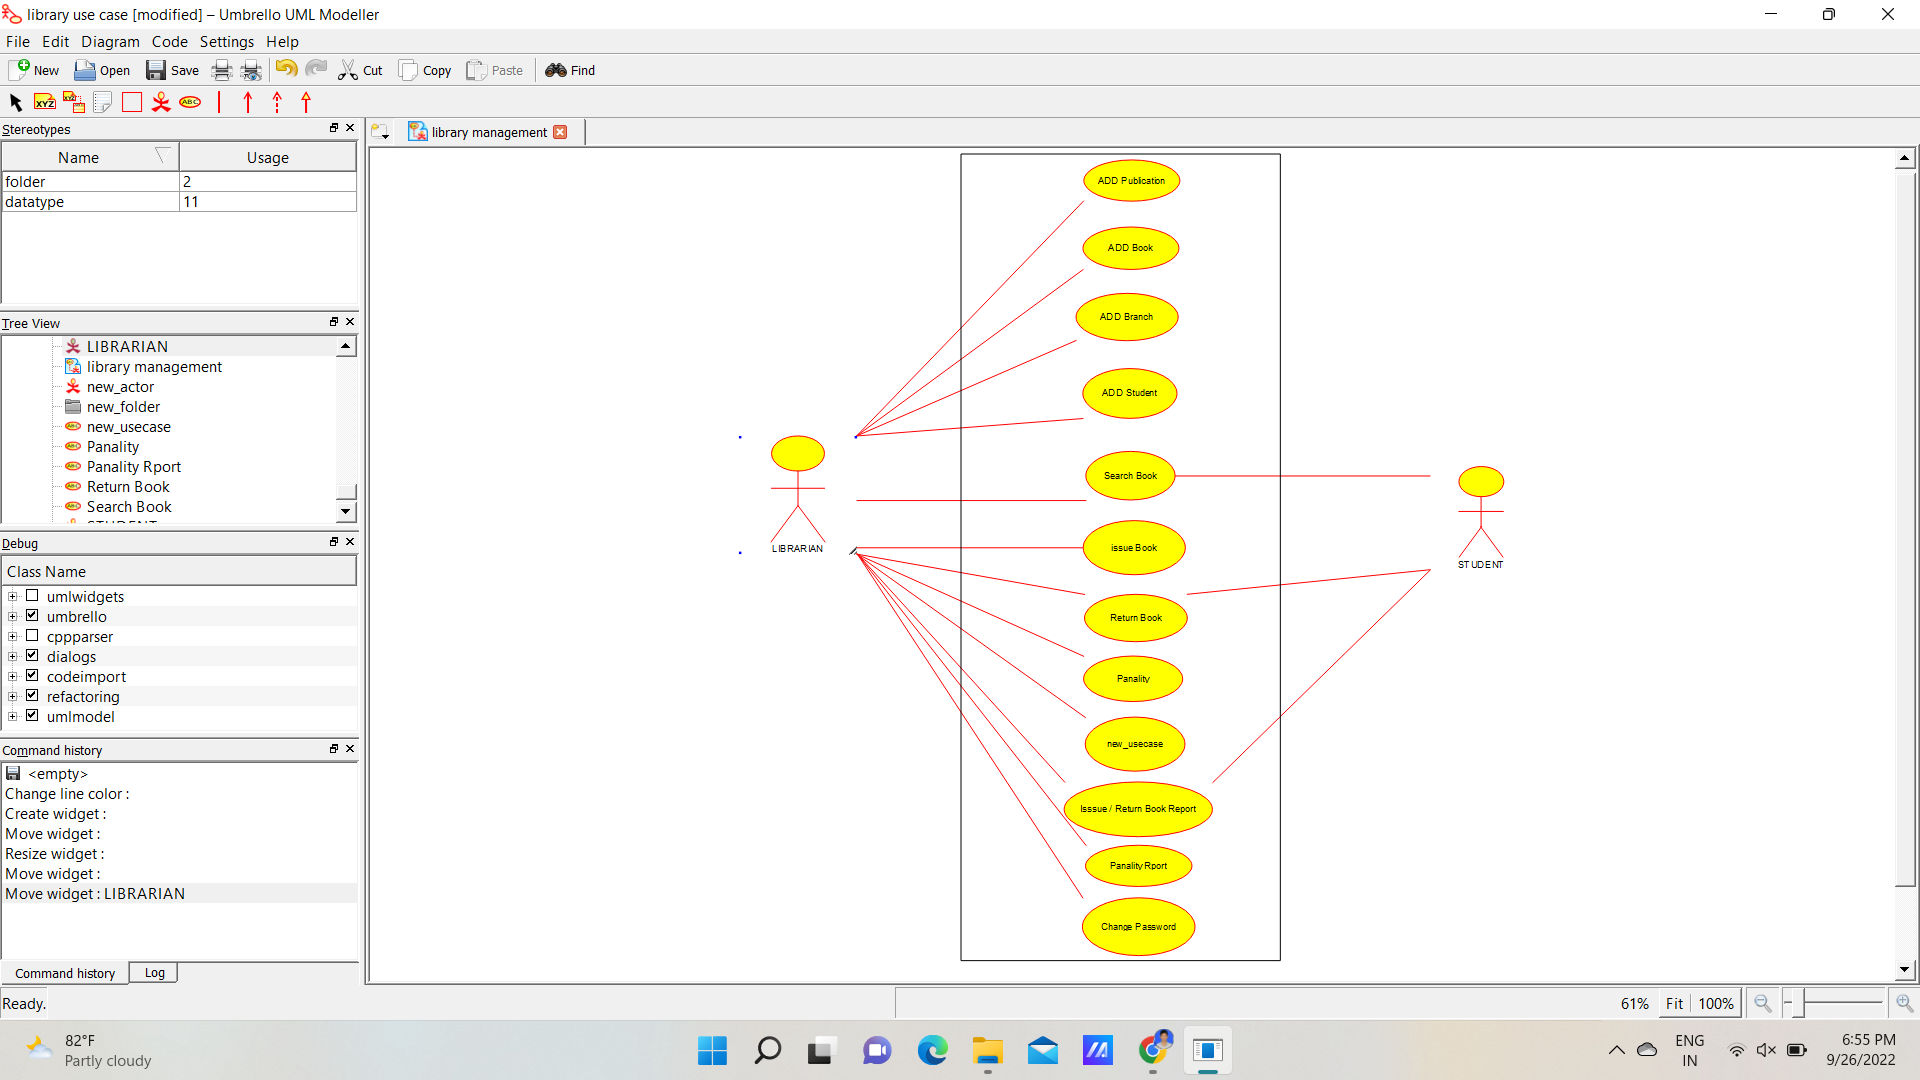 library use case [modified] – Umbrello UML Modeller
File Edit Diagram Code Settings Help
New Open Save Cut Copy Paste Find
XYZ XYZ ABC
Stereotypes
Name Usage
folder 2
datatype 11
Tree View
LIBRARIAN
library management
new_actor
new_folder
new_usecase
Panality
Panality Rport
Return Book
Search Book
STUDENT
Debug
Class Name
umlwidgets
umbrello
cppparser
dialogs
codeimport
refactoring
umlmodel
Command history
<empty>
Change line color :
Create widget :
Move widget :
Resize widget :
Move widget :
Move widget : LIBRARIAN
Command history Log
library management
ADD Publication
ADD Book
ADD Branch
ADD Student
Search Book
issue Book
Return Book
Panality
new_usecase
Isssue / Return Book Report
Panality Rport
Change Password
LIBRARIAN
STUDENT
Ready.
61% Fit 100%
82°F
Partly cloudy
ENG
IN
6:55 PM
9/26/2022